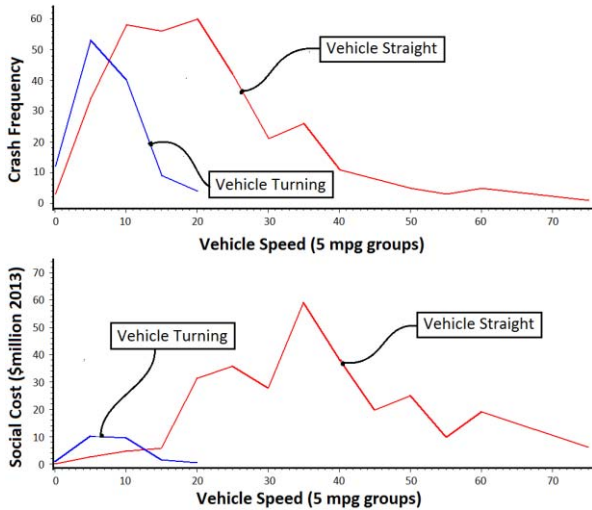 60
50
40
30
20
10
0
Crash Frequency
Vehicle Straight
Vehicle Turning
0 10 20 30 40 50 60 70
Vehicle Speed (5 mpg groups)
70
60
50
40
30
20
10
0
Social Cost ($million 2013)
Vehicle Turning
Vehicle Straight
0 10 20 30 40 50 60 70
Vehicle Speed (5 mpg groups)